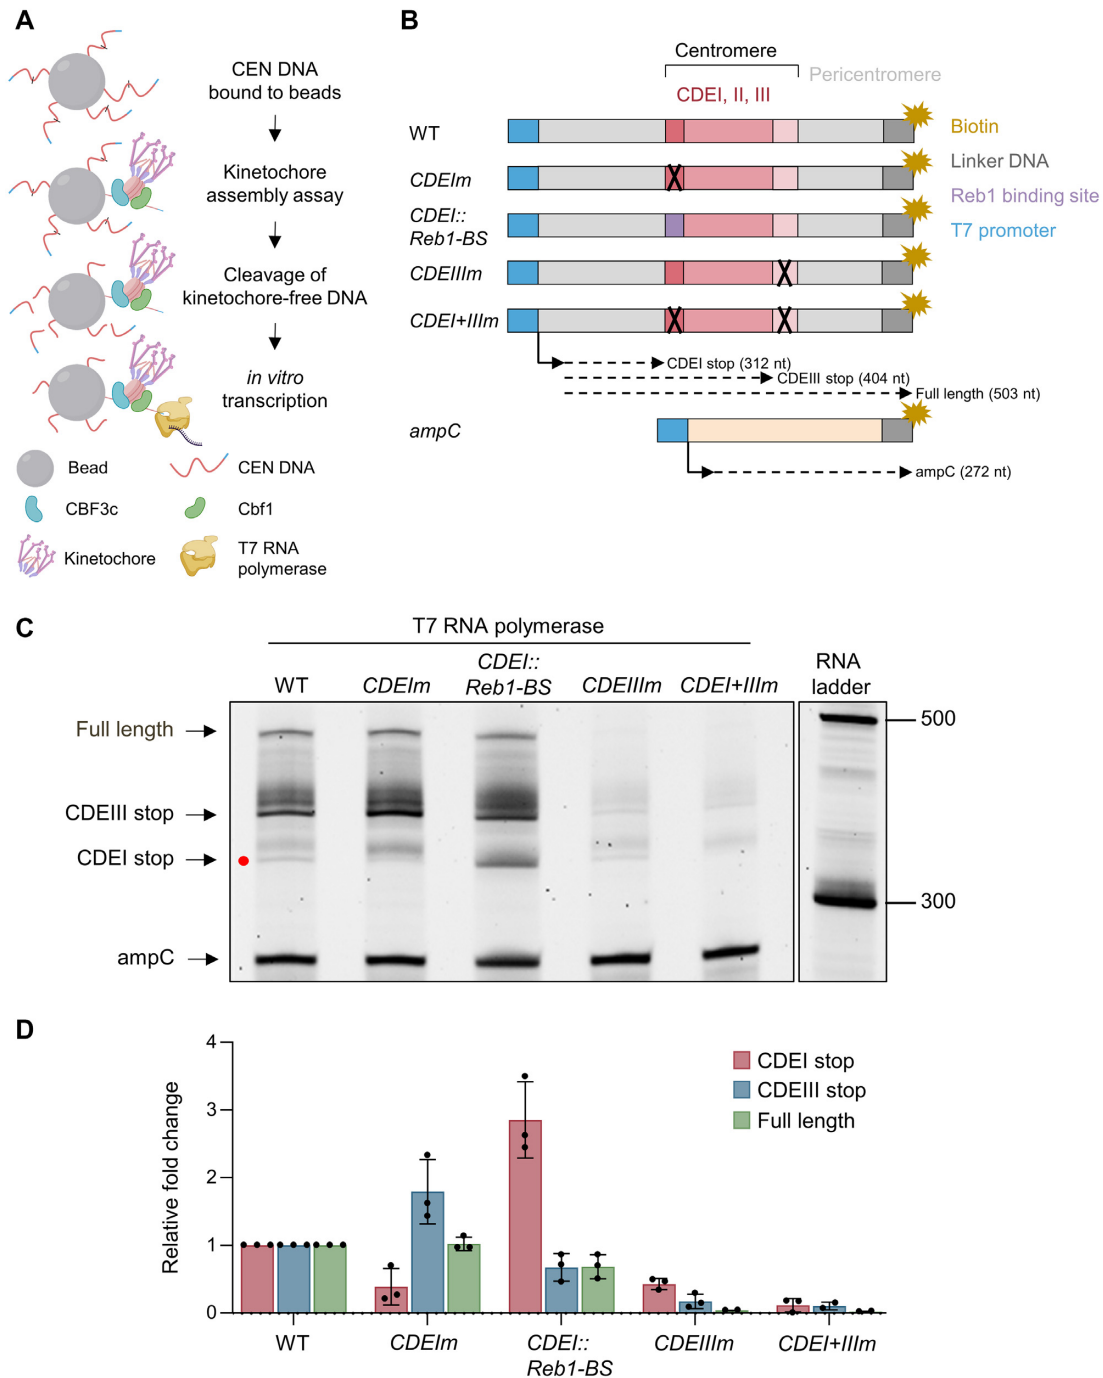 A
CEN DNA
bound to beads
Kinetochore
assembly assay
Cleavage of
kinetochore-free DNA
in vitro
transcription
Bead
CEN DNA
CBF3c
Cbf1
Kinetochore
T7 RNA
polymerase
B
Centromere
Pericentromere
CDEI, II, III
WT
CDEIm
CDEI::
Reb1-BS
CDEIIIm
CDEI+IIIm
Biotin
Linker DNA
Reb1 binding site
T7 promoter
X
X
X
X
CDEI stop (312 nt)
CDEIII stop (404 nt)
Full length (503 nt)
ampC
ampC (272 nt)
C
T7 RNA polymerase
WT
CDEIm
CDEI::
Reb1-BS
CDEIIIm
CDEI+IIIm
RNA
ladder
Full length
CDEIII stop
CDEI stop
ampC
500
300
D
Relative fold change
4
3
2
1
0
CDEI stop
CDEIII stop
Full length
WT
CDEIm
CDEI::
Reb1-BS
CDEIIIm
CDEI+IIIm